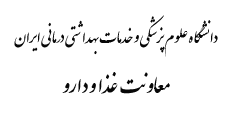 دانشگاه علوم پزشکی و خدمات بهداشتی درمانی ایران
معاونت غذا و دارو